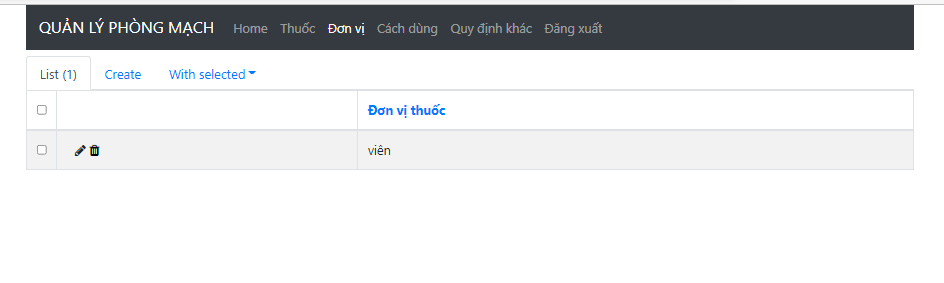 QUẢN LÝ PHÒNG MẠCH Home Thuốc Đơn vị Cách dùng Quy định khác Đăng xuất
List (1) Create With selected
Đơn vị thuốc
viên